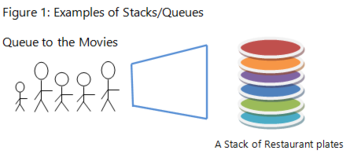 Figure 1: Examples of Stacks/Queues
Queue to the Movies
A Stack of Restaurant plates